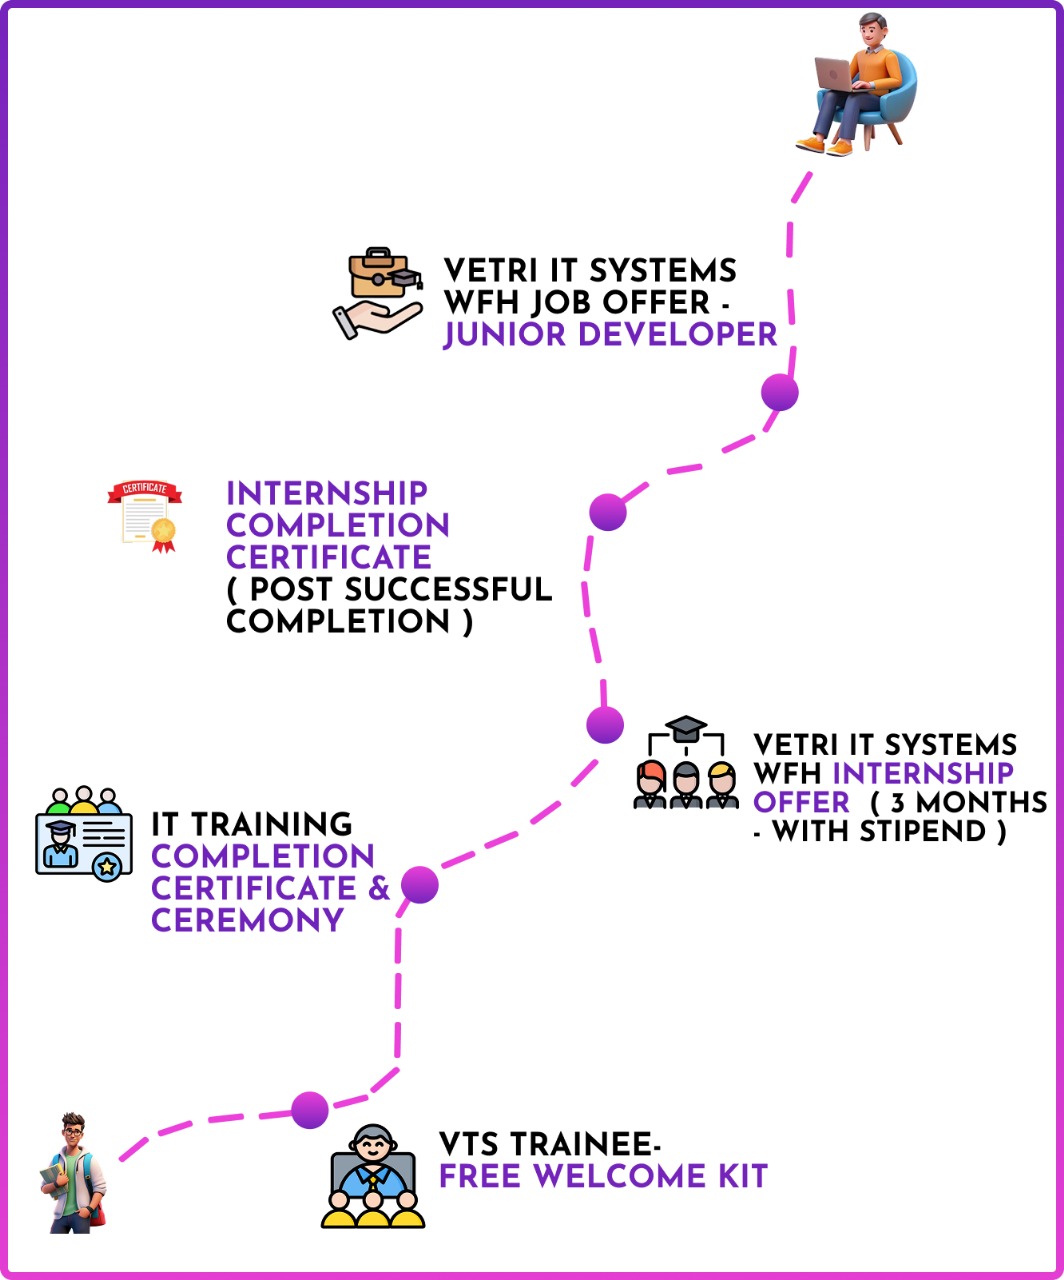 VETRI IT SYSTEMS
WFH JOB OFFER -
JUNIOR DEVELOPER
CERTIFICATE
INTERNSHIP
COMPLETION
CERTIFICATE
( POST SUCCESSFUL
COMPLETION )
VETRI IT SYSTEMS
WFH INTERNSHIP
OFFER ( 3 MONTHS
- WITH STIPEND )
IT TRAINING
COMPLETION
CERTIFICATE &
CEREMONY
VTS TRAINEE-
FREE WELCOME KIT